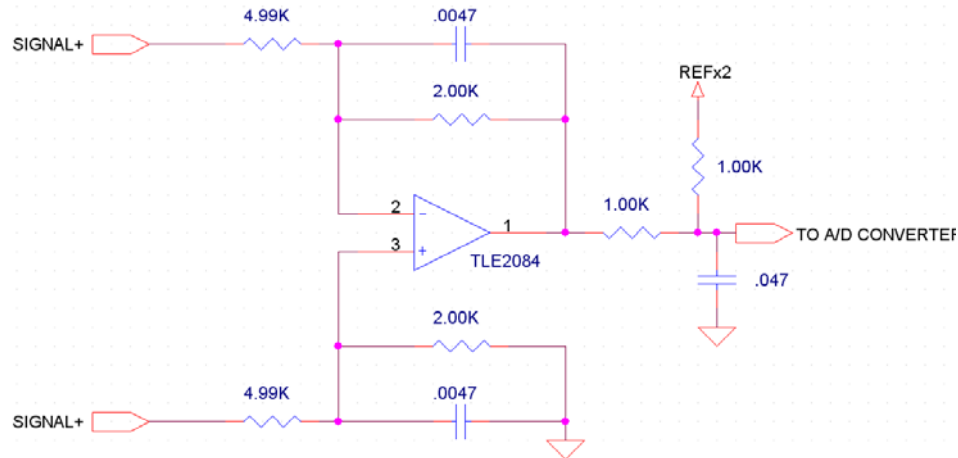 4.99K
.0047
SIGNAL+
2.00K
REFx2
1.00K
1.00K
2
-
1
3
+
TO A/D CONVERTER
TLE2084
.047
2.00K
4.99K
.0047
SIGNAL+